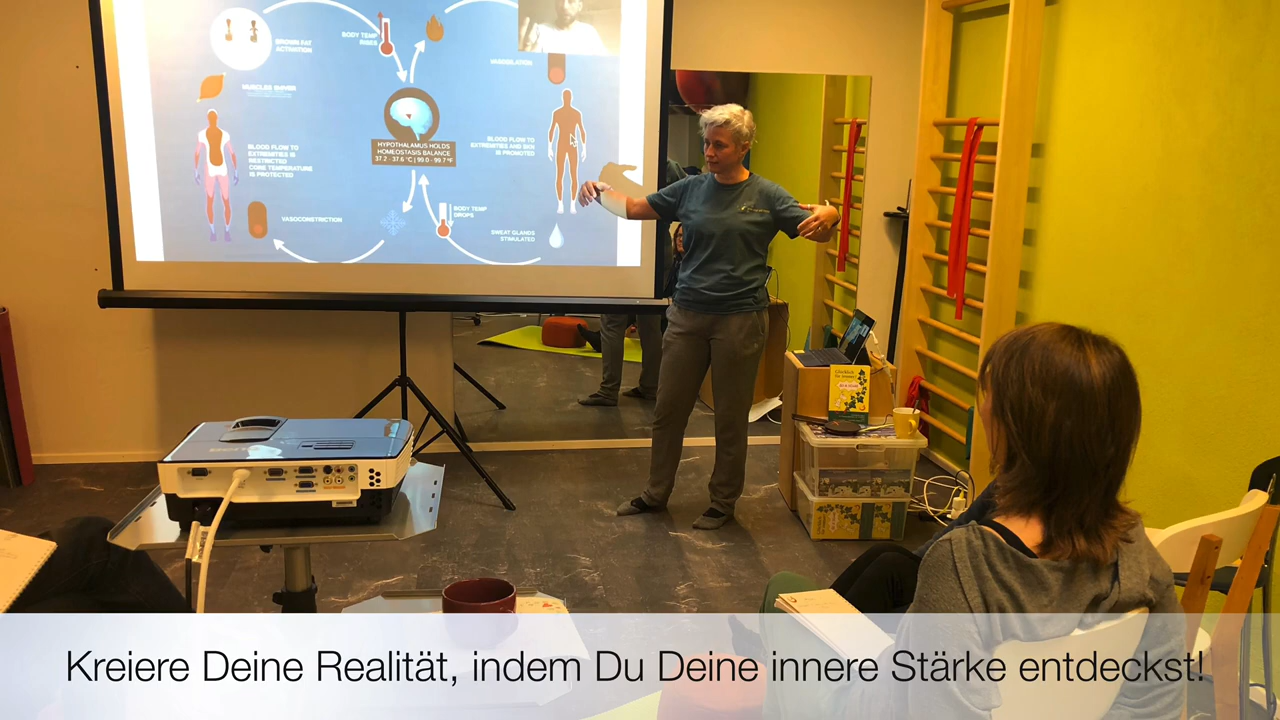 BROWN FAT
ACTIVATION
BODY TEMP
RISES
VASODILATION
MUSCLES SHIVER
BLOOD FLOW TO
EXTREMITIES IS
RESTRICTED
CORE TEMPERATURE
IS PROTECTED
HYPOTHALAMUS HOLDS
HOMEOSTASIS BALANCE
37.2 - 37.6 °C | 99.0 - 99.7 °F
BLOOD FLOW TO
EXTREMITIES AND SKIN
IS PROMOTED
VASOCONSTRICTION
BODY TEMP
DROPS
SWEAT GLANDS
STIMULATED
Kreiere Deine Realität, indem Du Deine innere Stärke entdeckst!